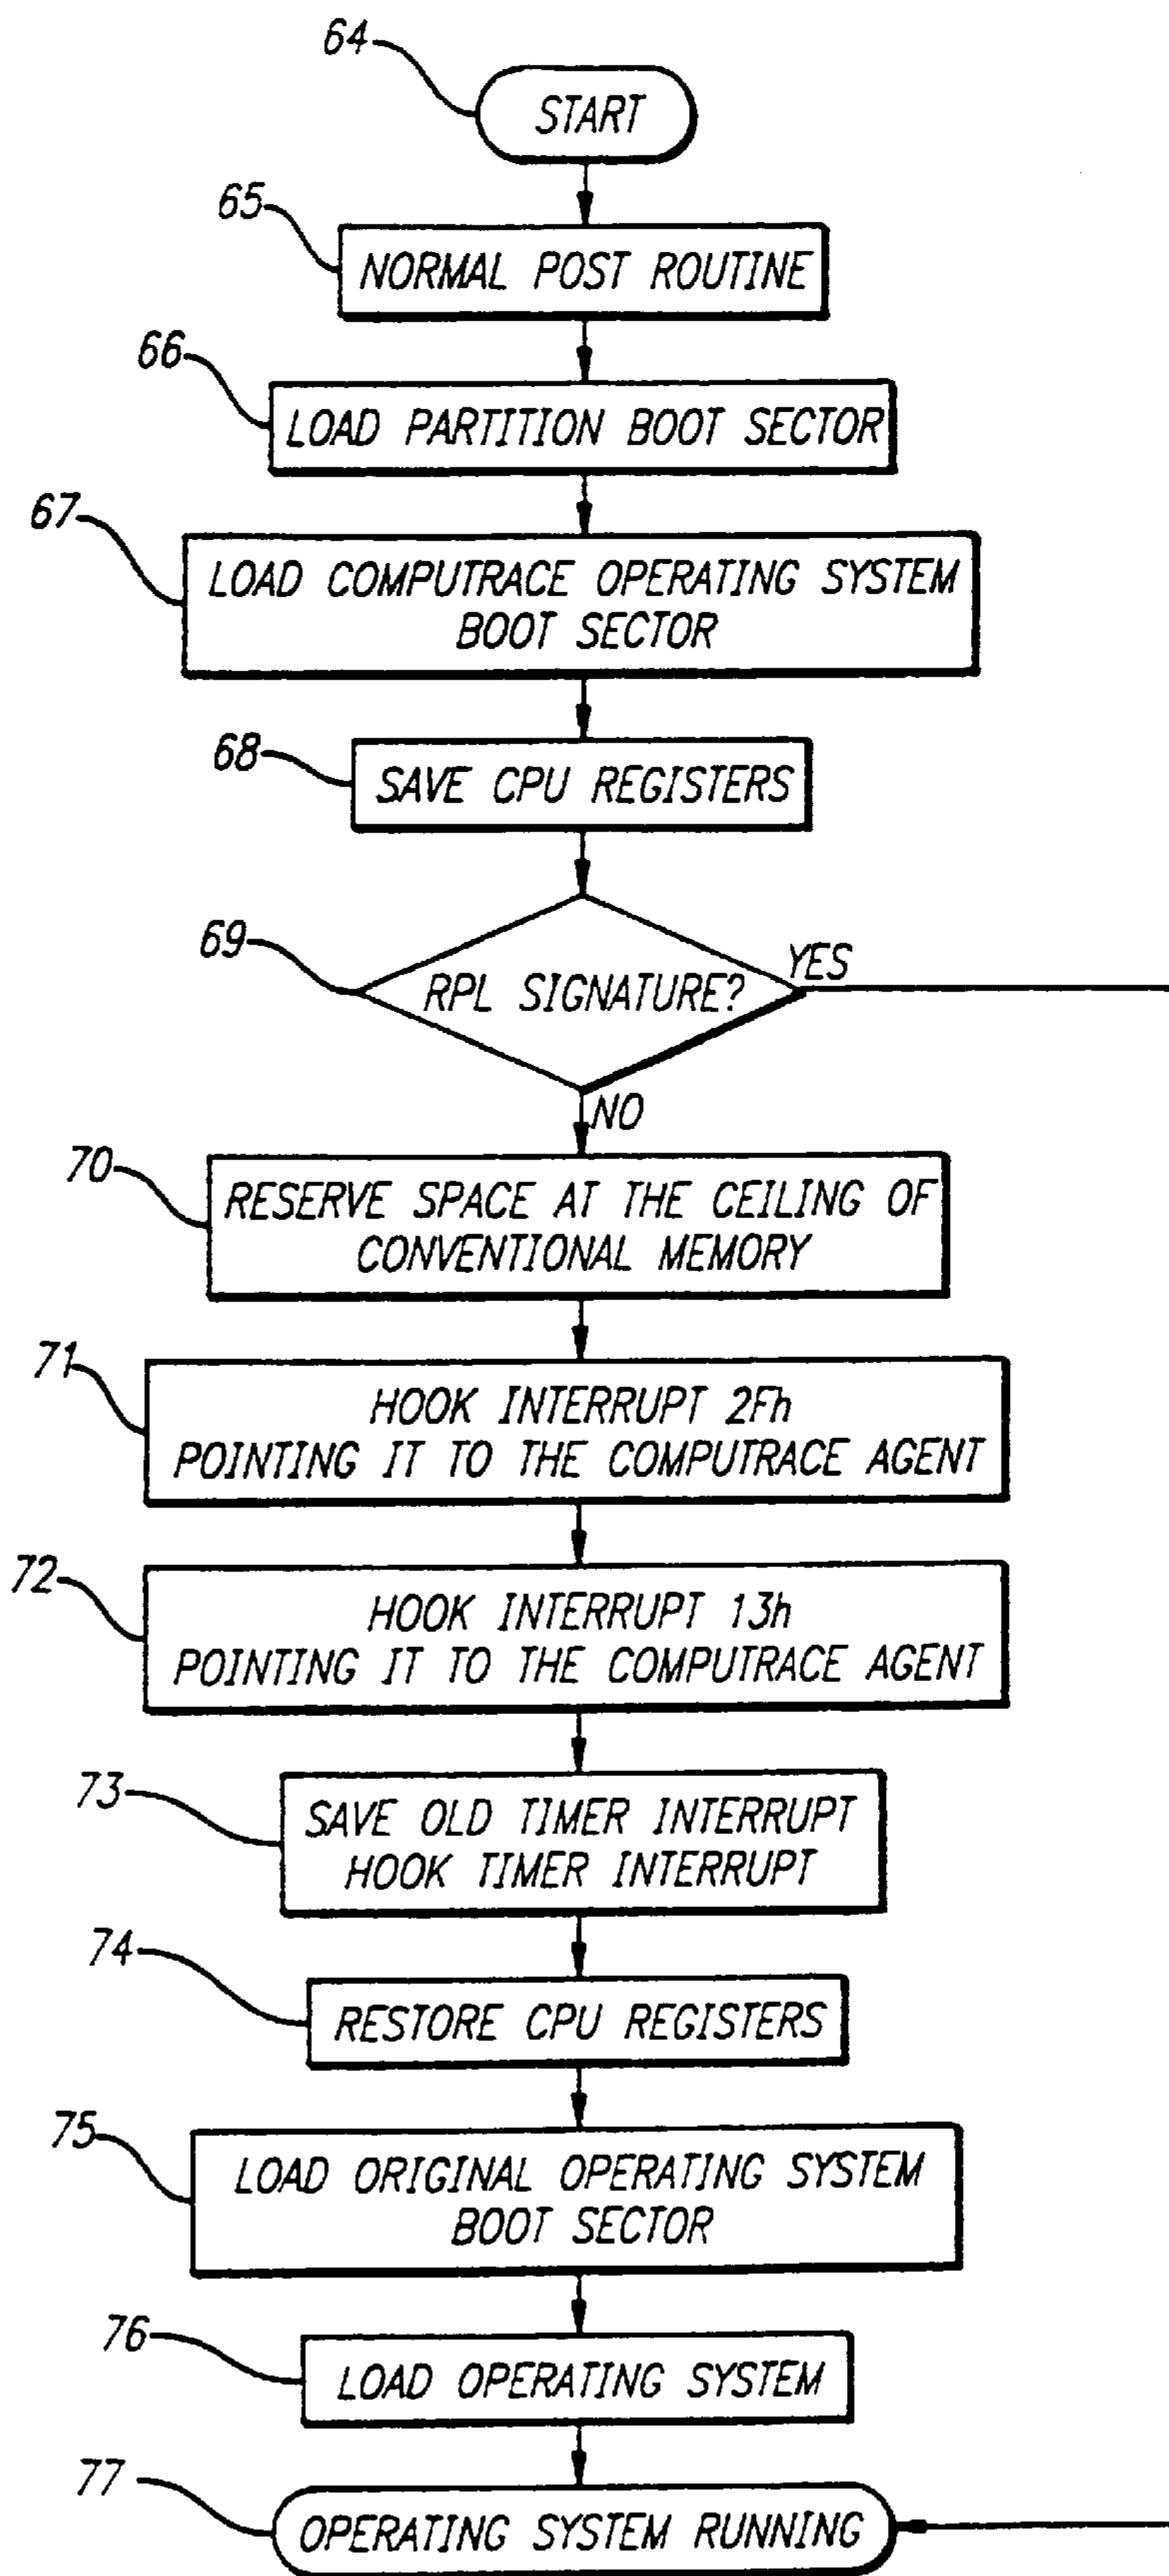 64
START
65
NORMAL POST ROUTINE
66
LOAD PARTITION BOOT SECTOR
67
LOAD COMPUTRACE OPERATING SYSTEM
BOOT SECTOR
68
SAVE CPU REGISTERS
69
RPL SIGNATURE?
YES
NO
70
RESERVE SPACE AT THE CEILING OF
CONVENTIONAL MEMORY
71
HOOK INTERRUPT 2Fh
POINTING IT TO THE COMPUTRACE AGENT
72
HOOK INTERRUPT 13h
POINTING IT TO THE COMPUTRACE AGENT
73
SAVE OLD TIMER INTERRUPT
HOOK TIMER INTERRUPT
74
RESTORE CPU REGISTERS
75
LOAD ORIGINAL OPERATING SYSTEM
BOOT SECTOR
76
LOAD OPERATING SYSTEM
77
OPERATING SYSTEM RUNNING